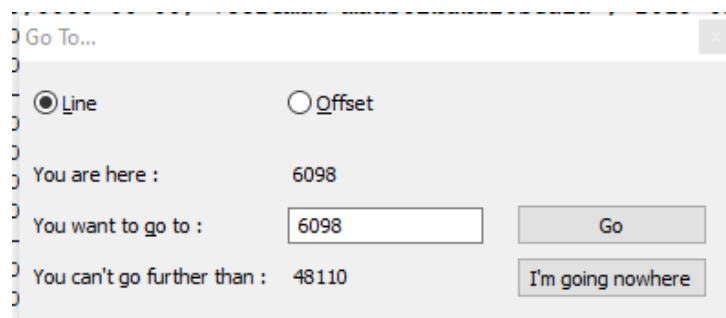 Go To...
Line Offset
You are here : 6098
You want to go to : 6098 Go
You can't go further than : 48110 I'm going nowhere